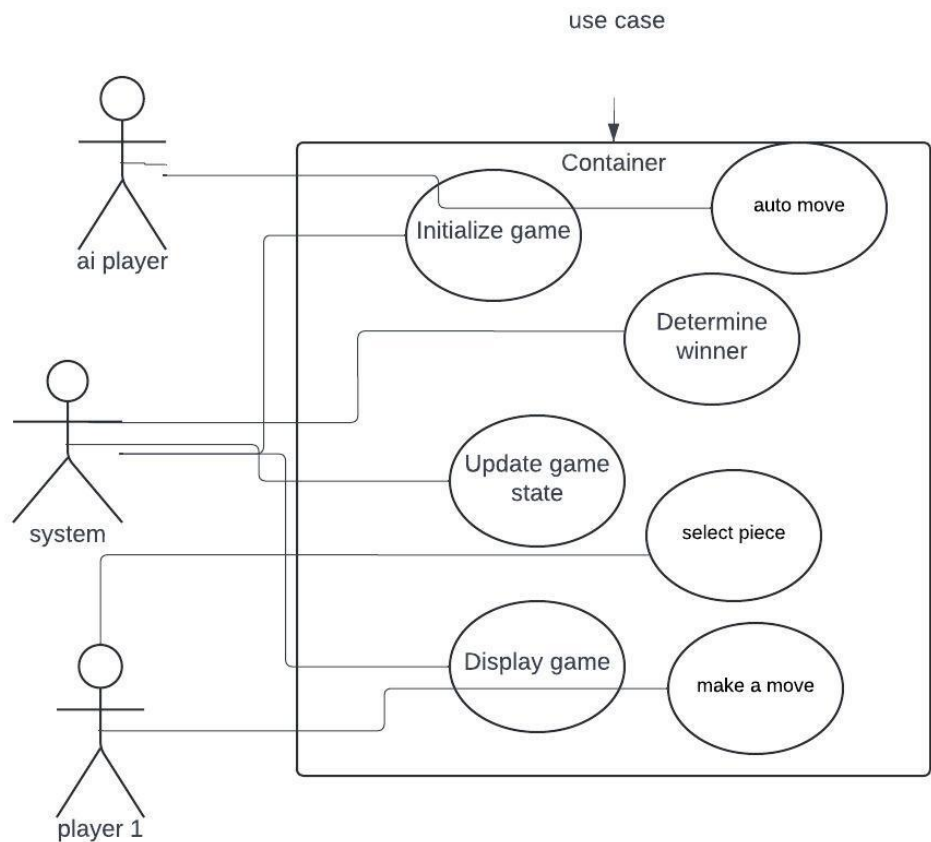 use case
Container
auto move
Initialize game
ai player
Determine
winner
Update game
state
system
select piece
Display game
make a move
player 1